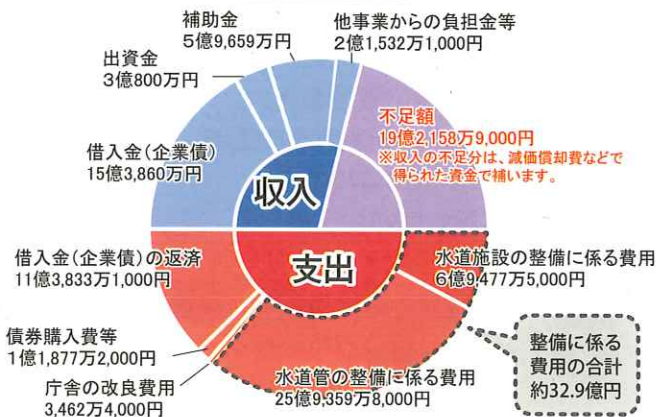 補助金
5億9,659万円
他事業からの負担金等
2億1,532万1,000円
出資金
3億800万円
不足額
19億2,158万9,000円
※収入の不足分は、減価償却費などで
得られた資金で補います。
借入金(企業債)
15億3,860万円
収入
支出
借入金(企業債)の返済
11億3,833万1,000円
水道施設の整備に係る費用
6億9,477万5,000円
債券購入費等
1億1,877万2,000円
整備に係る
費用の合計
約32.9億円
庁舎の改良費用
3,462万4,000円
水道管の整備に係る費用
25億9,359万8,000円